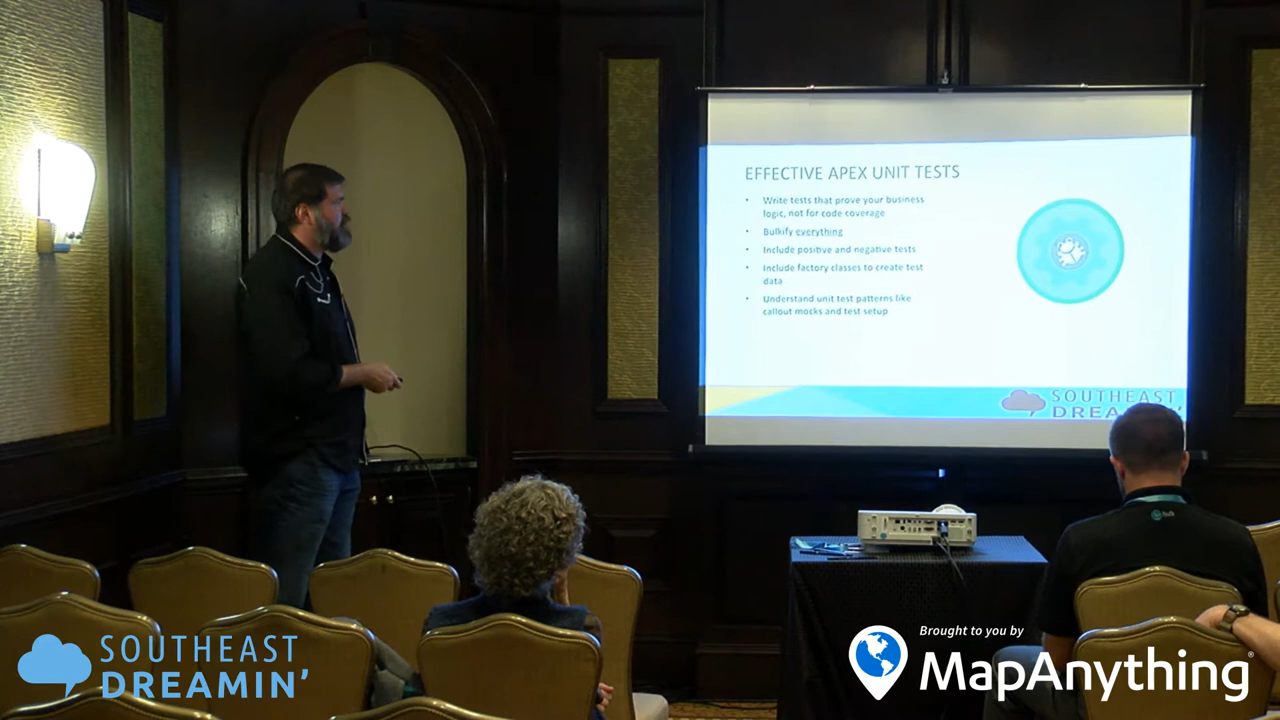 EFFECTIVE APEX UNIT TESTS
• Write tests that prove your business
logic, not for code coverage
• Bulkify everything
• Include positive and negative tests
• Include factory classes to create test
data
• Understand unit test patterns like
callout mocks and test setup
SOUTHEAST
SOUTHEAST
DREAMIN'
Brought to you by
MapAnything